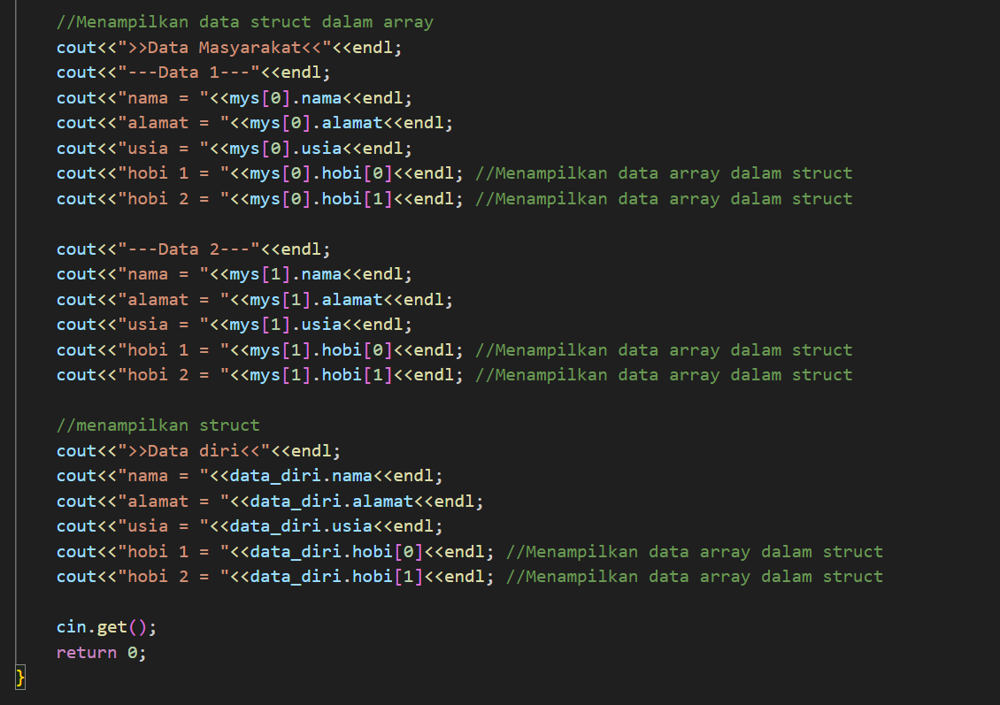 //Menampilkan data struct dalam array
cout<<">>Data Masyarakat<<"<<endl;
cout<<"---Data 1---"<<endl;
cout<<"nama = "<<mys[0].nama<<endl;
cout<<"alamat = "<<mys[0].alamat<<endl;
cout<<"usia = "<<mys[0].usia<<endl;
cout<<"hobi 1 = "<<mys[0].hobi[0]<<endl; //Menampilkan data array dalam struct
cout<<"hobi 2 = "<<mys[0].hobi[1]<<endl; //Menampilkan data array dalam struct
cout<<"---Data 2---"<<endl;
cout<<"nama = "<<mys[1].nama<<endl;
cout<<"alamat = "<<mys[1].alamat<<endl;
cout<<"usia = "<<mys[1].usia<<endl;
cout<<"hobi 1 = "<<mys[1].hobi[0]<<endl; //Menampilkan data array dalam struct
cout<<"hobi 2 = "<<mys[1].hobi[1]<<endl; //Menampilkan data array dalam struct
//menampilkan struct
cout<<">>Data diri<<"<<endl;
cout<<"nama = "<<data_diri.nama<<endl;
cout<<"alamat = "<<data_diri.alamat<<endl;
cout<<"usia = "<<data_diri.usia<<endl;
cout<<"hobi 1 = "<<data_diri.hobi[0]<<endl; //Menampilkan data array dalam struct
cout<<"hobi 2 = "<<data_diri.hobi[1]<<endl; //Menampilkan data array dalam struct
cin.get();
return 0;
}